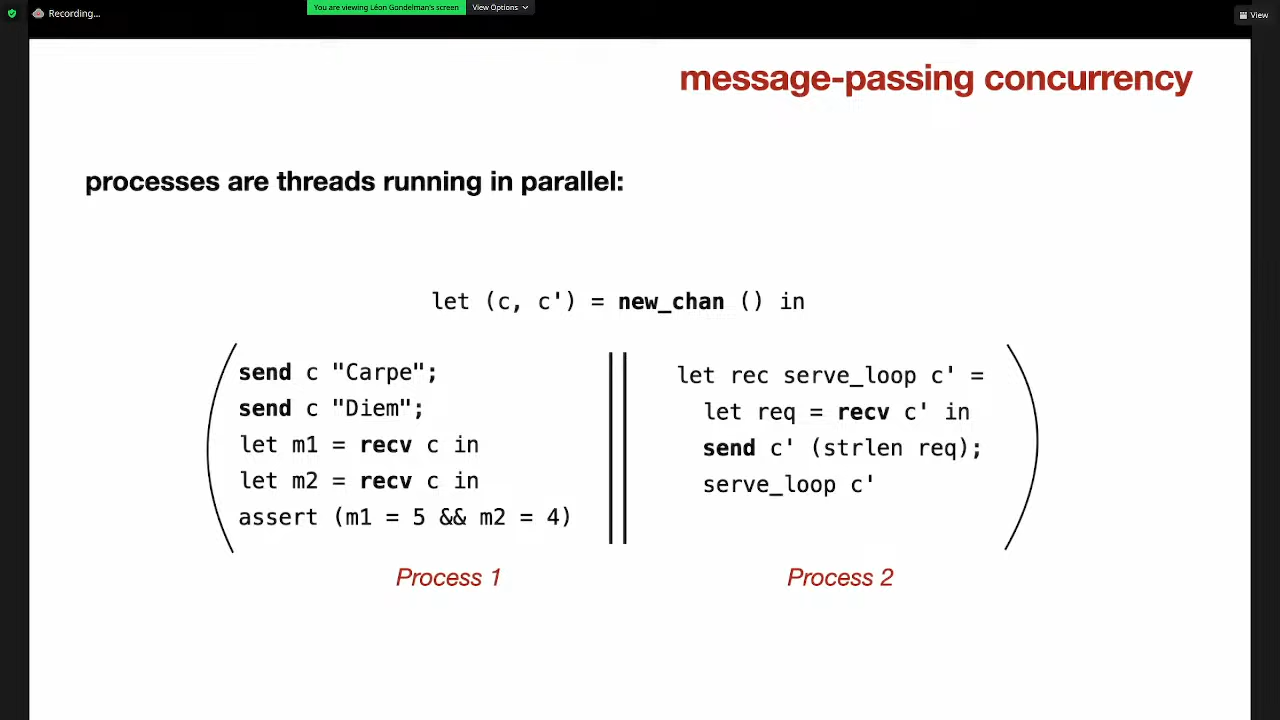 Recording...
You are viewing Léon Gondelman's screen
View Options
View
message-passing concurrency
processes are threads running in parallel:
let (c, c') = new_chan () in
send c "Carpe";
send c "Diem";
let m1 = recv c in
let m2 = recv c in
assert (m1 = 5 && m2 = 4)
Process 1
let rec serve_loop c' =
let req = recv c' in
send c' (strlen req);
serve_loop c'
Process 2